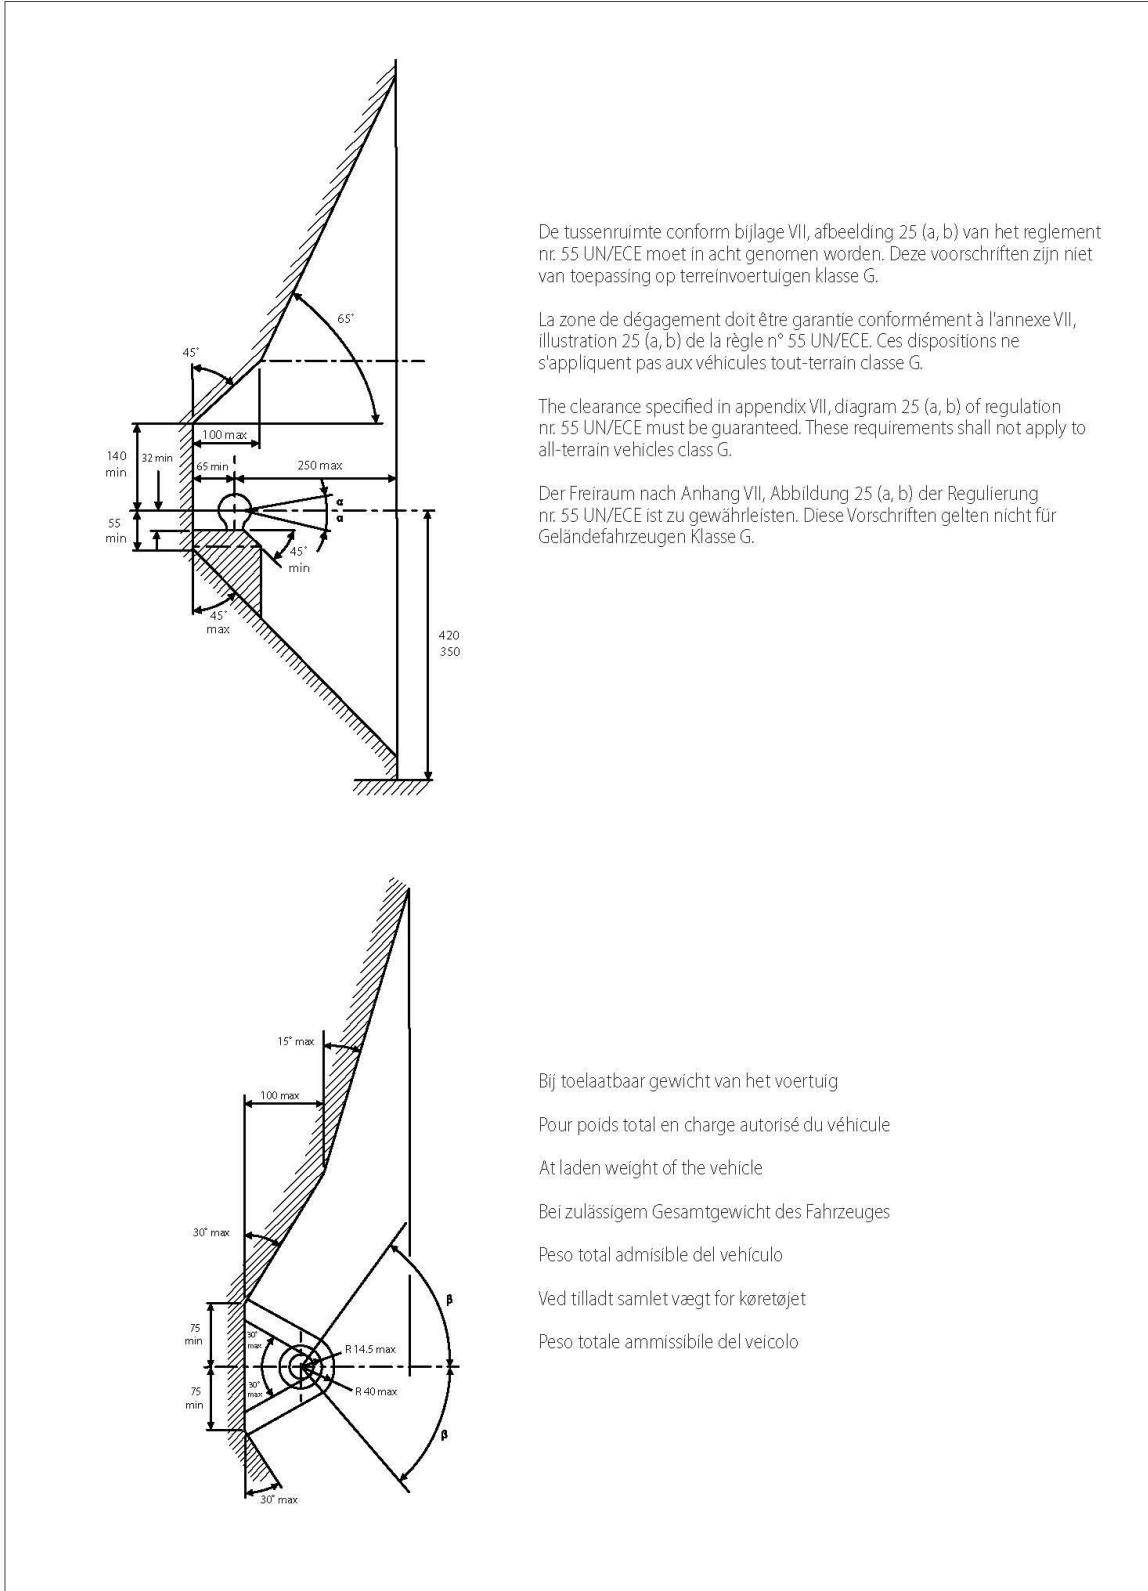 65°
45°
100 max
140
min
32 min
65 min
250 max
α
α
55
min
45°
min
45°
max
420
350
De tussenruimte conform bijlage VII, afbeelding 25 (a, b) van het reglement
nr. 55 UN/ECE moet in acht genomen worden. Deze voorschriften zijn niet
van toepassing op terreinvoertuigen klasse G.
La zone de dégagement doit être garantie conformément à l'annexe VII,
illustration 25 (a, b) de la règle n° 55 UN/ECE. Ces dispositions ne
s'appliquent pas aux véhicules tout-terrain classe G.
The clearance specified in appendix VII, diagram 25 (a, b) of regulation
nr. 55 UN/ECE must be guaranteed. These requirements shall not apply to
all-terrain vehicles class G.
Der Freiraum nach Anhang VII, Abbildung 25 (a, b) der Regulierung
nr. 55 UN/ECE ist zu gewährleisten. Diese Vorschriften gelten nicht für
Geländefahrzeugen Klasse G.
15° max
100 max
30° max
75
min
75
min
30°
max
30°
max
R 14.5 max
R 40 max
β
β
30° max
Bij toelaatbaar gewicht van het voertuig
Pour poids total en charge autorisé du véhicule
At laden weight of the vehicle
Bei zulässigem Gesamtgewicht des Fahrzeuges
Peso total admisible del vehículo
Ved tilladt samlet vægt for køretøjet
Peso totale ammissibile del veicolo